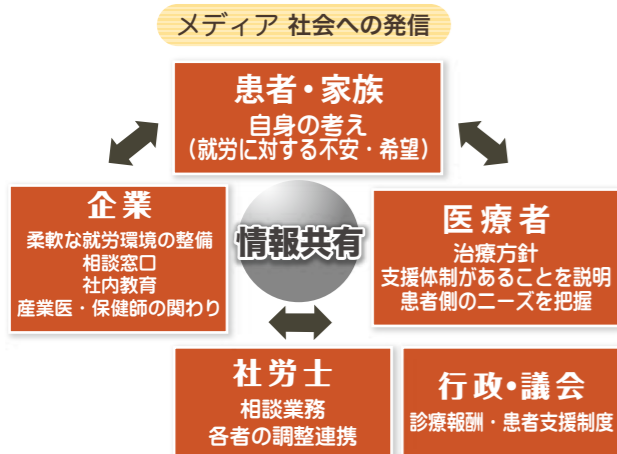 メディア 社会への発信
患者・家族
自身の考え
(就労に対する不安・希望)
企業
柔軟な就労環境の整備
相談窓口
社内教育
産業医・保健師の関わり
情報共有
医療者
治療方針
支援体制があることを説明
患者側のニーズを把握
社労士
相談業務
各者の調整連携
行政・議会
診療報酬・患者支援制度